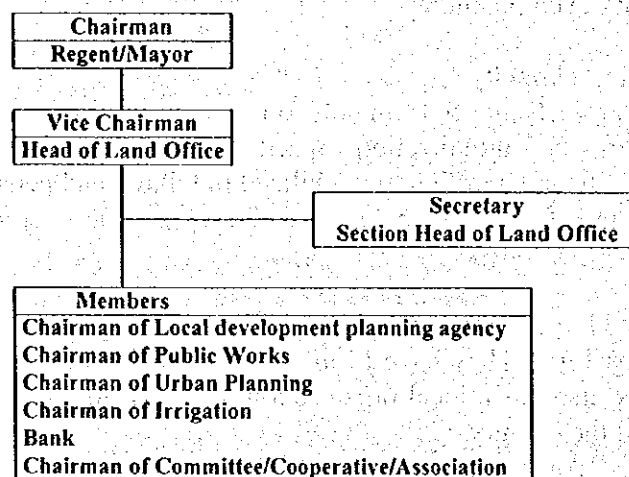 Chairman
Regent/Mayor
Vice Chairman
Head of Land Office
Secretary
Section Head of Land Office
Members
Chairman of Local development planning agency
Chairman of Public Works
Chairman of Urban Planning
Chairman of Irrigation
Bank
Chairman of Committee/Cooperative/Association